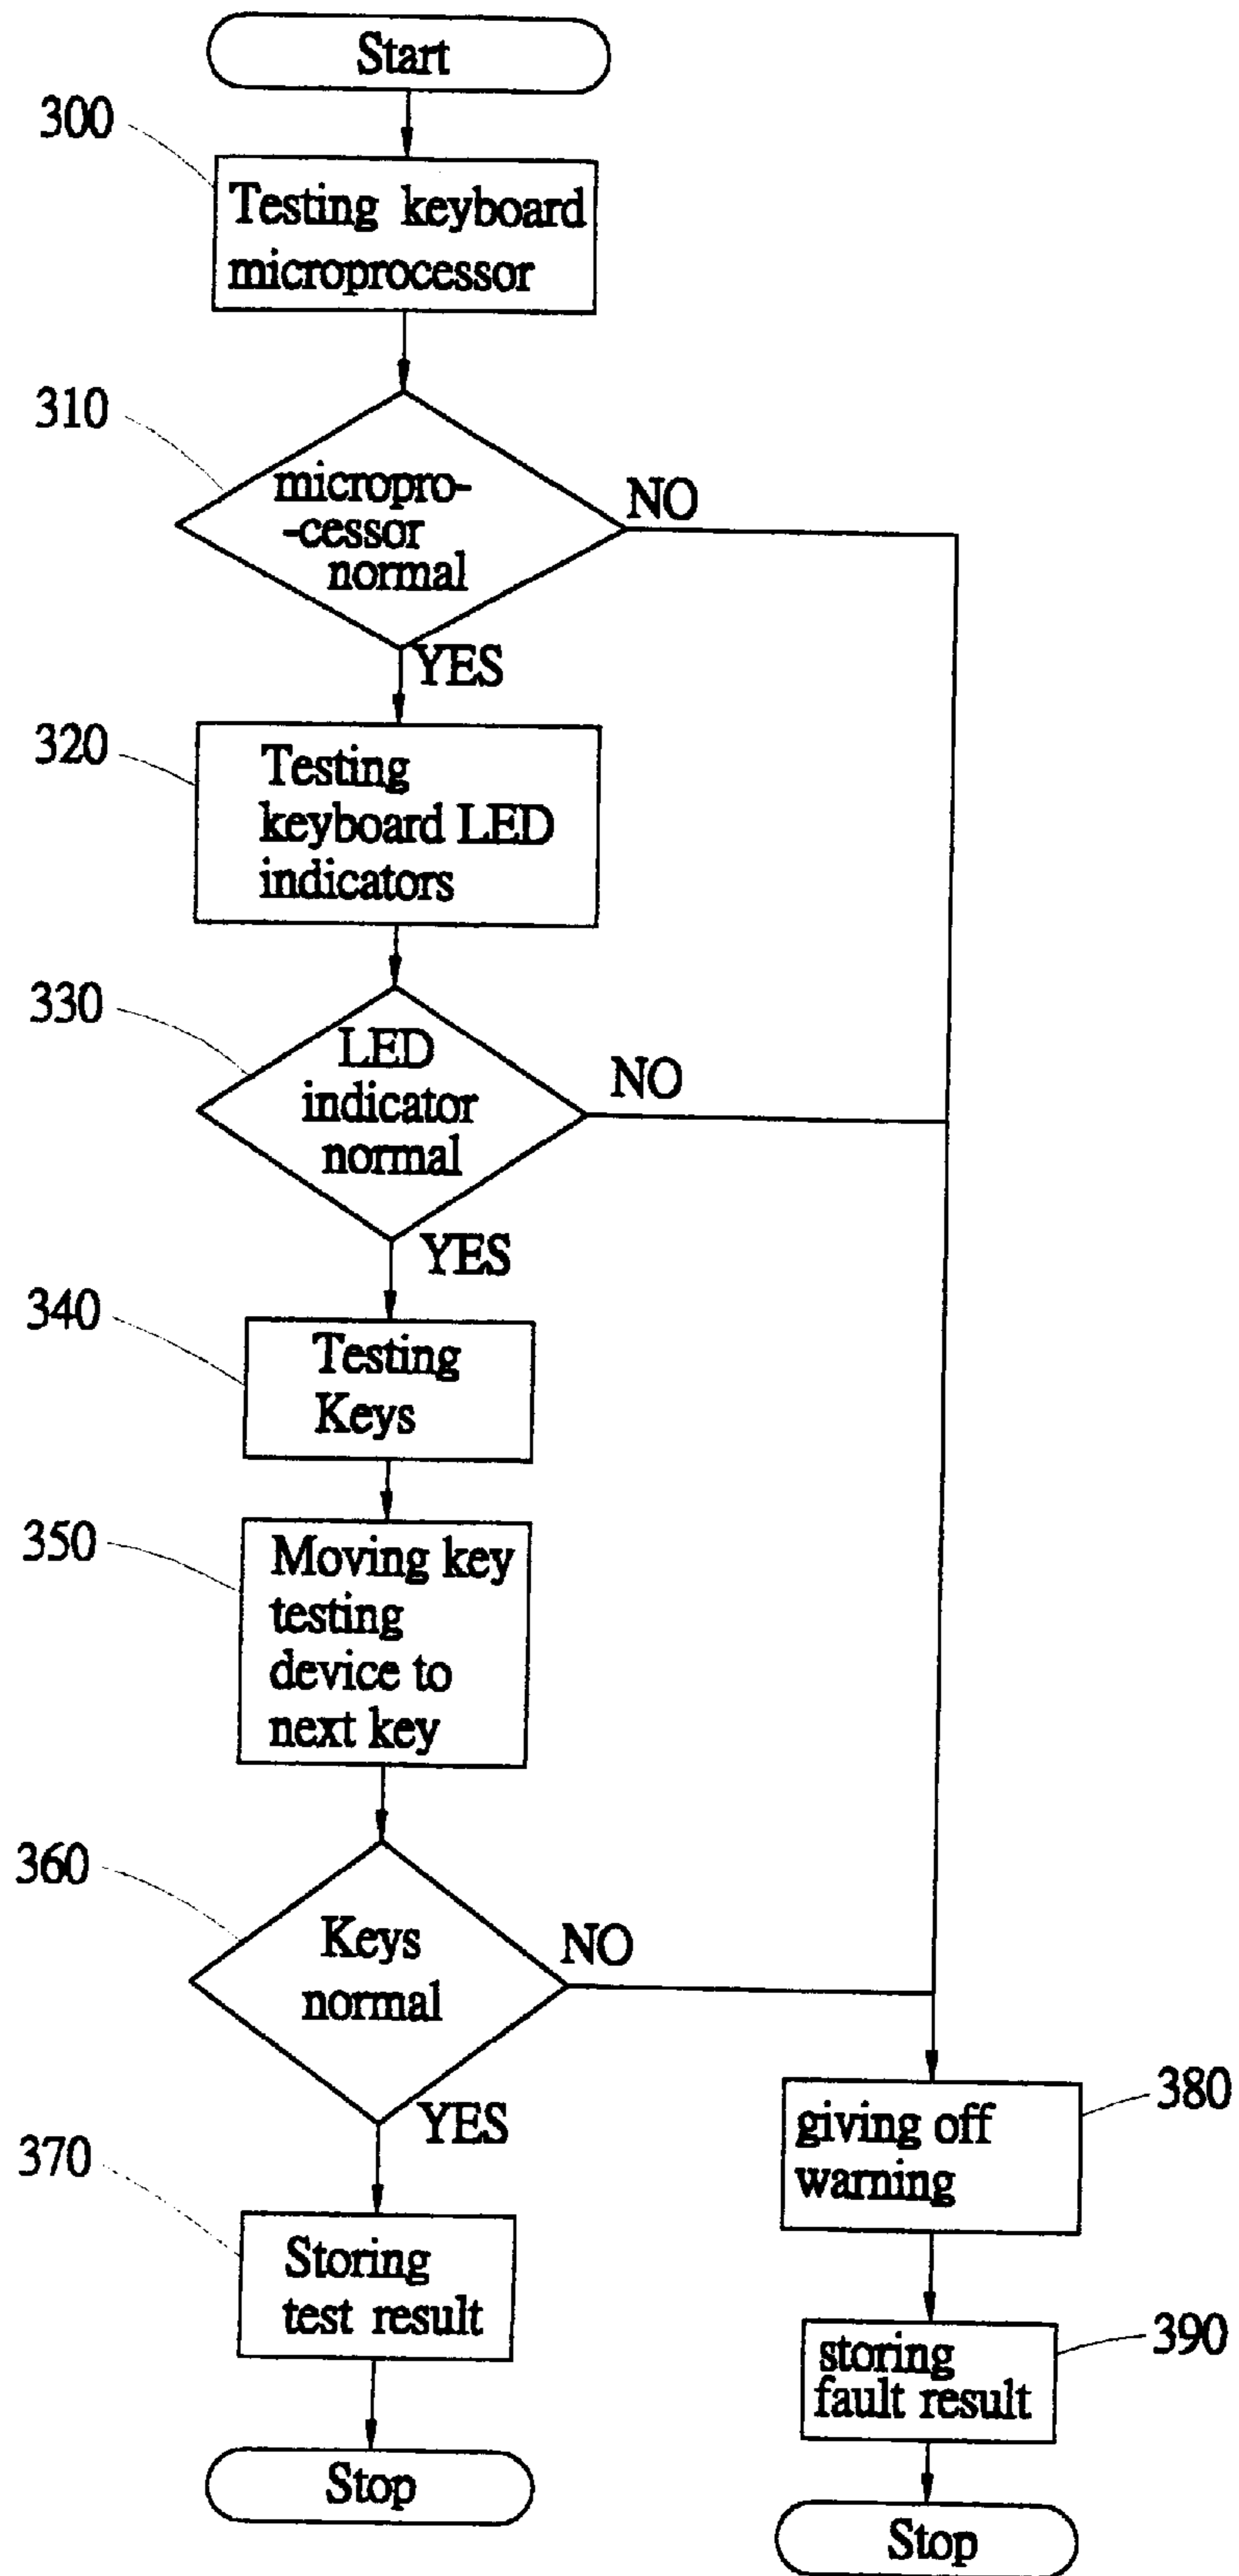 Start
300
Testing keyboard
microprocessor
310
micropro-
-cessor
normal
NO
YES
320
Testing
keyboard LED
indicators
330
LED
indicator
normal
NO
YES
340
Testing
Keys
350
Moving key
testing
device to
next key
360
Keys
normal
NO
YES
370
Storing
test result
Stop
380
giving off
warning
390
storing
fault result
Stop